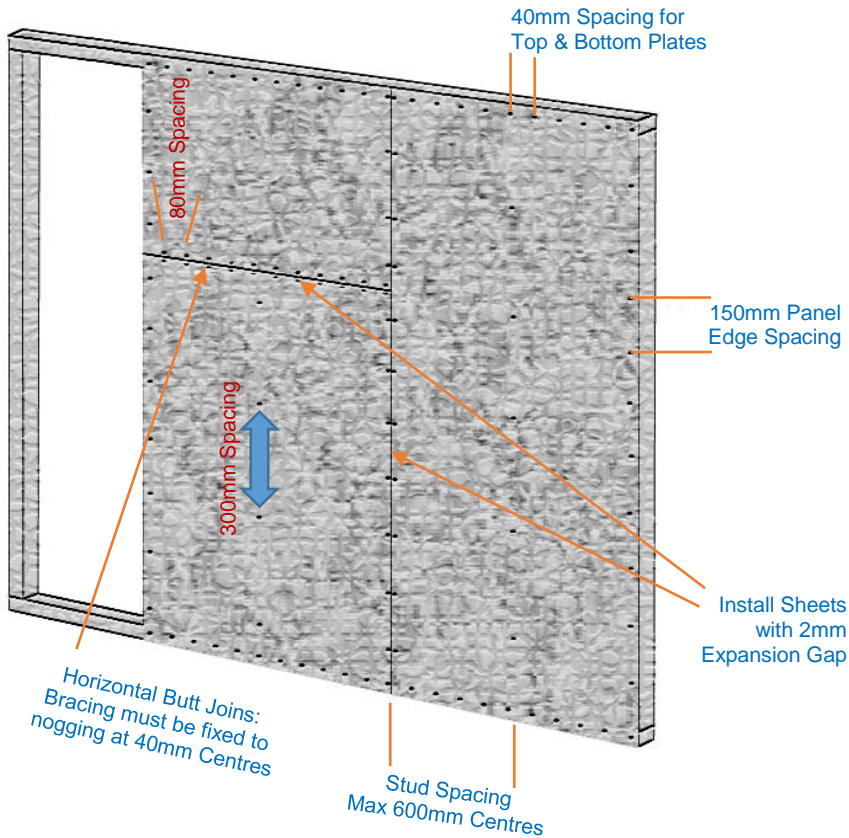 40mm Spacing for
Top & Bottom Plates
80mm Spacing
150mm Panel
Edge Spacing
300mm Spacing
Install Sheets
with 2mm
Expansion Gap
Horizontal Butt Joins:
Bracing must be fixed to
nogging at 40mm Centres
Stud Spacing
Max 600mm Centres